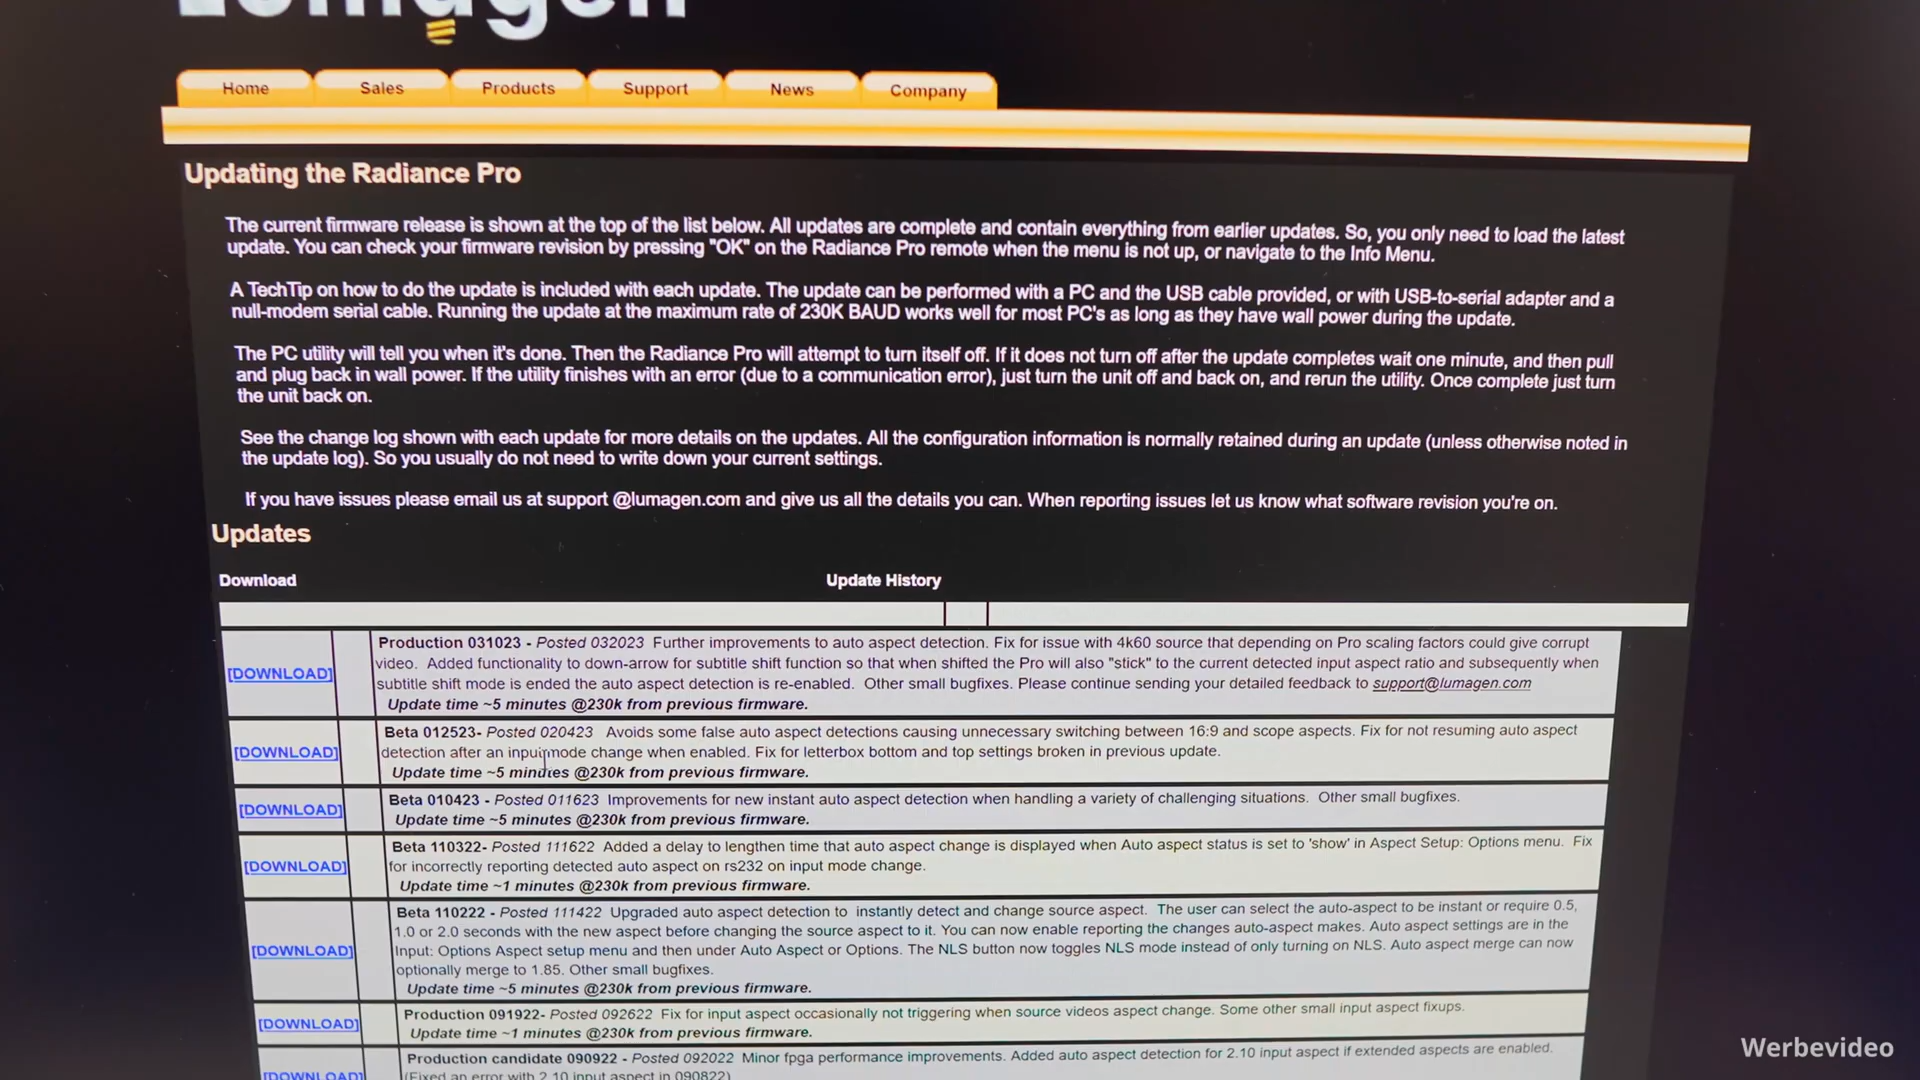 Lumagen
Home Sales Products Support News Company
Updating the Radiance Pro
The current firmware release is shown at the top of the list below. All updates are complete and contain everything from earlier updates. So, you only need to load the latest
update. You can check your firmware revision by pressing "OK" on the Radiance Pro remote when the menu is not up, or navigate to the Info Menu.
A TechTip on how to do the update is included with each update. The update can be performed with a PC and the USB cable provided, or with USB-to-serial adapter and a
null-modem serial cable. Running the update at the maximum rate of 230K BAUD works well for most PC's as long as they have wall power during the update.
The PC utility will tell you when it's done. Then the Radiance Pro will attempt to turn itself off. If it does not turn off after the update completes wait one minute, and then pull
and plug back in wall power. If the utility finishes with an error (due to a communication error), just turn the unit off and back on, and rerun the utility. Once complete just turn
the unit back on.
See the change log shown with each update for more details on the updates. All the configuration information is normally retained during an update (unless otherwise noted in
the update log). So you usually do not need to write down your current settings.
If you have issues please email us at support @lumagen.com and give us all the details you can. When reporting issues let us know what software revision you're on.
Updates
Download Update History
[DOWNLOAD]
Production 031023 - Posted 032023 Further improvements to auto aspect detection. Fix for issue with 4k60 source that depending on Pro scaling factors could give corrupt
video. Added functionality to down-arrow for subtitle shift function so that when shifted the Pro will also "stick" to the current detected input aspect ratio and subsequently when
subtitle shift mode is ended the auto aspect detection is re-enabled. Other small bugfixes. Please continue sending your detailed feedback to support@lumagen.com
Update time ~5 minutes @230k from previous firmware.
[DOWNLOAD]
Beta 012523- Posted 020423 Avoids some false auto aspect detections causing unnecessary switching between 16:9 and scope aspects. Fix for not resuming auto aspect
detection after an input mode change when enabled. Fix for letterbox bottom and top settings broken in previous update.
Update time ~5 minutes @230k from previous firmware.
[DOWNLOAD]
Beta 010423 - Posted 011623 Improvements for new instant auto aspect detection when handling a variety of challenging situations. Other small bugfixes.
Update time ~5 minutes @230k from previous firmware.
[DOWNLOAD]
Beta 110322- Posted 111622 Added a delay to lengthen time that auto aspect change is displayed when Auto aspect status is set to 'show' in Aspect Setup: Options menu. Fix
for incorrectly reporting detected auto aspect on rs232 on input mode change.
Update time ~1 minutes @230k from previous firmware.
[DOWNLOAD]
Beta 110222 - Posted 111422 Upgraded auto aspect detection to instantly detect and change source aspect. The user can select the auto-aspect to be instant or require 0.5,
1.0 or 2.0 seconds with the new aspect before changing the source aspect to it. You can now enable reporting the changes auto-aspect makes. Auto aspect settings are in the
Input: Options Aspect setup menu and then under Auto Aspect or Options. The NLS button now toggles NLS mode instead of only turning on NLS. Auto aspect merge can now
optionally merge to 1.85. Other small bugfixes.
Update time ~5 minutes @230k from previous firmware.
[DOWNLOAD]
Production 091922- Posted 092622 Fix for input aspect occasionally not triggering when source videos aspect change. Some other small input aspect fixups.
Update time ~1 minutes @230k from previous firmware.
[DOWNLOAD]
Production candidate 090922 - Posted 092022 Minor fpga performance improvements. Added auto aspect detection for 2.10 input aspect if extended aspects are enabled.
(Fixed an error with 2.10 input aspect in 090822)
Werbevideo